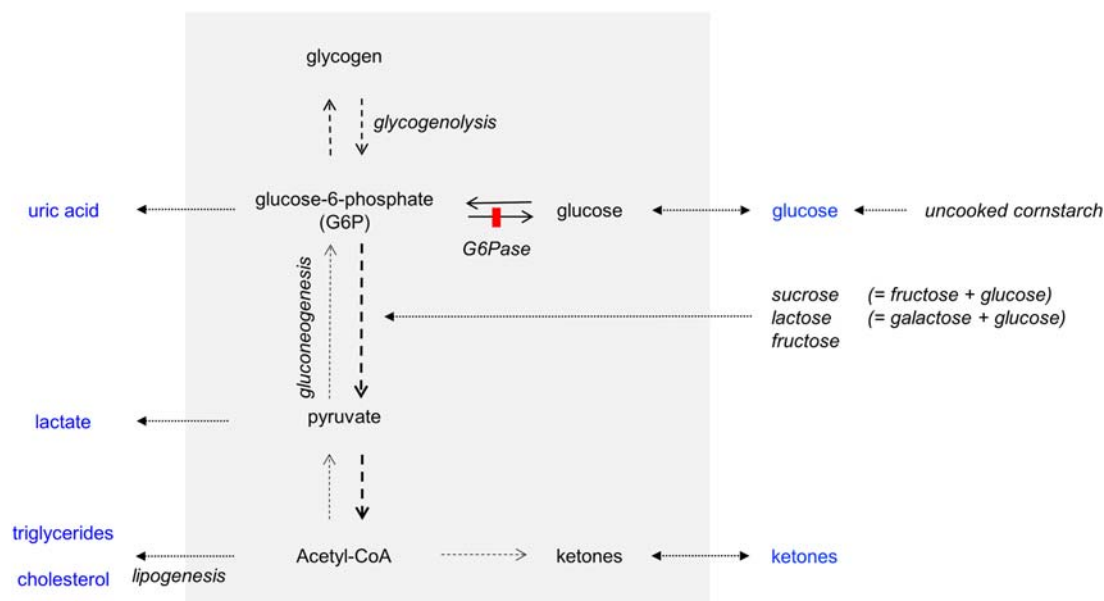 glycogen
glycogenolysis
uric acid
glucose-6-phosphate
(G6P)
glucose
glucose
uncooked cornstarch
G6Pase
gluconeogenesis
sucrose (= fructose + glucose)
lactose (= galactose + glucose)
fructose
lactate
pyruvate
triglycerides
cholesterol
lipogenesis
Acetyl-CoA
ketones
ketones